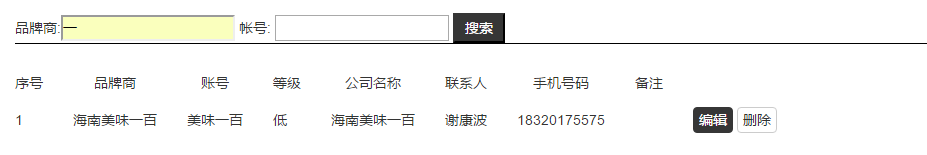 品牌商: 一 帐号: 搜索
序号 品牌商 账号 等级 公司名称 联系人 手机号码 备注
1 海南美味一百 美味一百 低 海南美味一百 谢康波 18320175575 编辑 删除